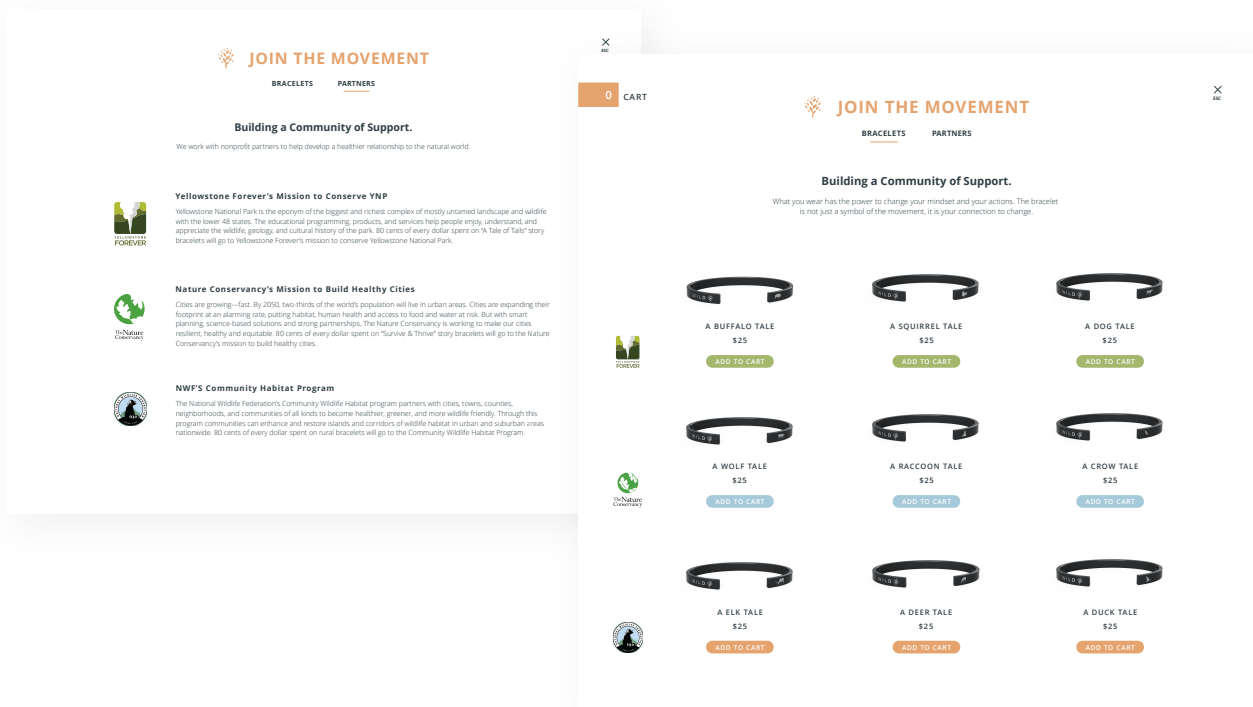 JOIN THE MOVEMENT
ESC
BRACELETS PARTNERS
Building a Community of Support.
We work with nonprofit partners to help develop a healthier relationship to the natural world.
Yellowstone Forever's Mission to Conserve YNP
Yellowstone National Park is the eponym of the biggest and richest complex of mostly untamed landscape and wildlife
with the lower 48 states. The educational programming, products, and services help people enjoy, understand, and
appreciate the wildlife, geology, and cultural history of the park. 80 cents of every dollar spent on “A Tale of Tails” story
bracelets will go to Yellowstone Forever's mission to conserve Yellowstone National Park.
YELLOWSTONE
FOREVER
Nature Conservancy's Mission to Build Healthy Cities
Cities are growing—fast. By 2050, two-thirds of the world's population will live in urban areas. Cities are expanding their
footprint at an alarming rate, putting habitat, human health and access to food and water at risk. But with smart
planning, science-based solutions and strong partnerships, The Nature Conservancy is working to make our cities
resilient, healthy and equitable. 80 cents of every dollar spent on “Survive & Thrive” story bracelets will go to the Nature
Conservancy's mission to build healthy cities.
The Nature
Conservancy
NWF'S Community Habitat Program
The National Wildlife Federation's Community Wildlife Habitat program partners with cities, towns, counties,
neighborhoods, and communities of all kinds to become healthier, greener, and more wildlife friendly. Through this
program communities can enhance and restore islands and corridors of wildlife habitat in urban and suburban areas
nationwide. 80 cents of every dollar spent on rural bracelets will go to the Community Wildlife Habitat Program.
0 CART
JOIN THE MOVEMENT
ESC
BRACELETS PARTNERS
Building a Community of Support.
What you wear has the power to change your mindset and your actions. The bracelet
is not just a symbol of the movement, it is your connection to change.
WILD WILD WILD
A BUFFALO TALE A SQUIRREL TALE A DOG TALE
$25 $25 $25
YELLOWSTONE
FOREVER
ADD TO CART ADD TO CART ADD TO CART
WILD WILD WILD
A WOLF TALE A RACCOON TALE A CROW TALE
$25 $25 $25
The Nature
Conservancy
ADD TO CART ADD TO CART ADD TO CART
WILD WILD WILD
A ELK TALE A DEER TALE A DUCK TALE
$25 $25 $25
ADD TO CART ADD TO CART ADD TO CART